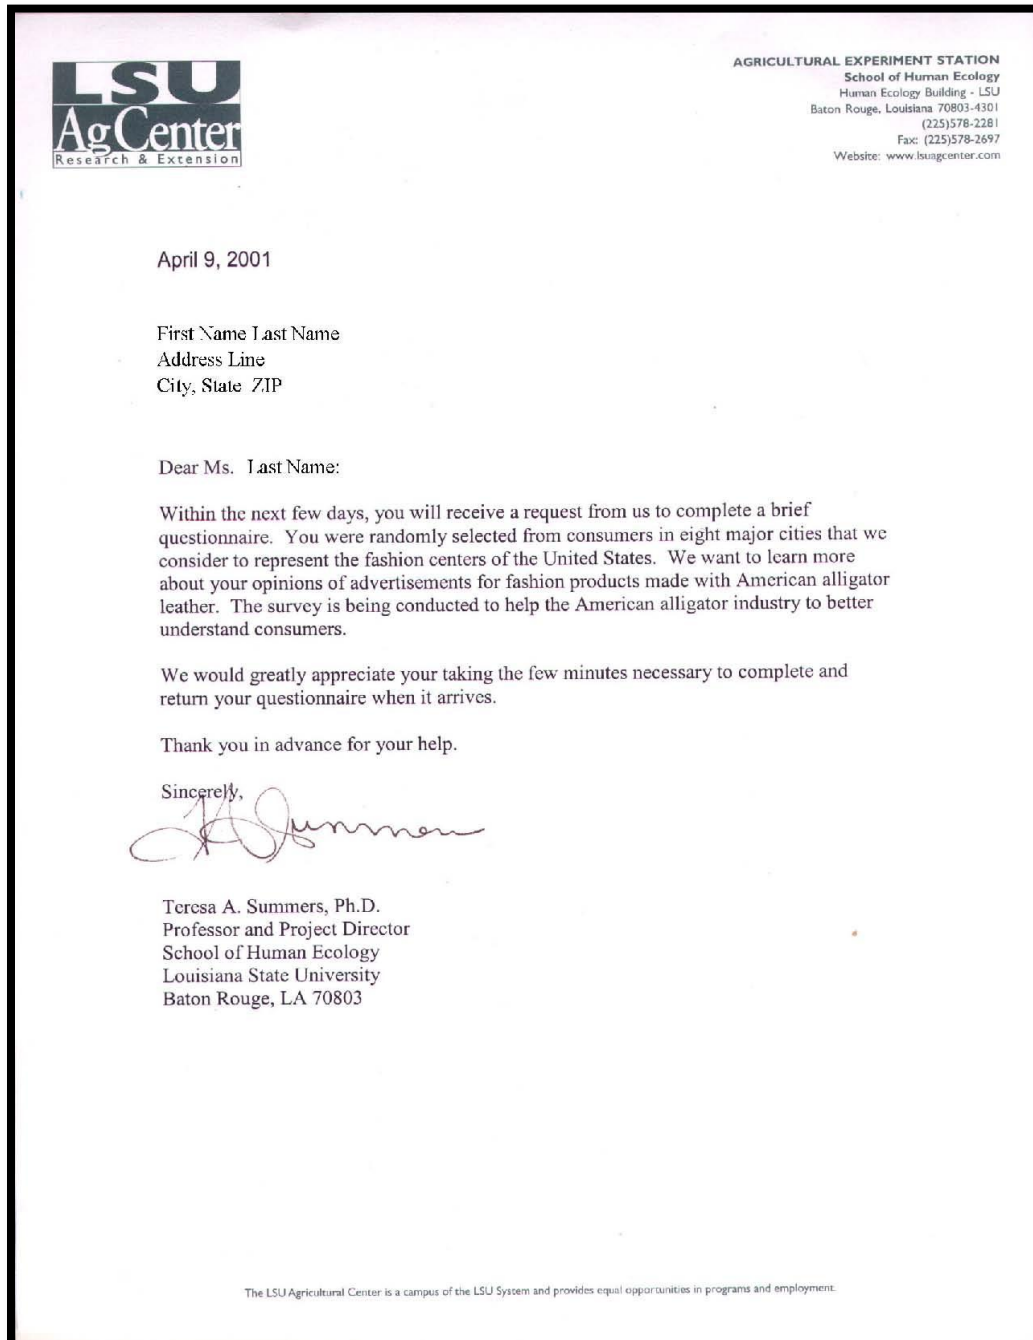 LSU
AgCenter
Research & Extension
AGRICULTURAL EXPERIMENT STATION
School of Human Ecology
Human Ecology Building - LSU
Baton Rouge, Louisiana 70803-4301
(225)578-2281
Fax: (225)578-2697
Website: www.lsuagcenter.com
April 9, 2001
First Name Last Name
Address Line
City, State ZIP
Dear Ms. Last Name:
Within the next few days, you will receive a request from us to complete a brief
questionnaire. You were randomly selected from consumers in eight major cities that we
consider to represent the fashion centers of the United States. We want to learn more
about your opinions of advertisements for fashion products made with American alligator
leather. The survey is being conducted to help the American alligator industry to better
understand consumers.
We would greatly appreciate your taking the few minutes necessary to complete and
return your questionnaire when it arrives.
Thank you in advance for your help.
Sincerely,
TA Summers
Teresa A. Summers, Ph.D.
Professor and Project Director
School of Human Ecology
Louisiana State University
Baton Rouge, LA 70803
The LSU Agricultural Center is a campus of the LSU System and provides equal opportunities in programs and employment.